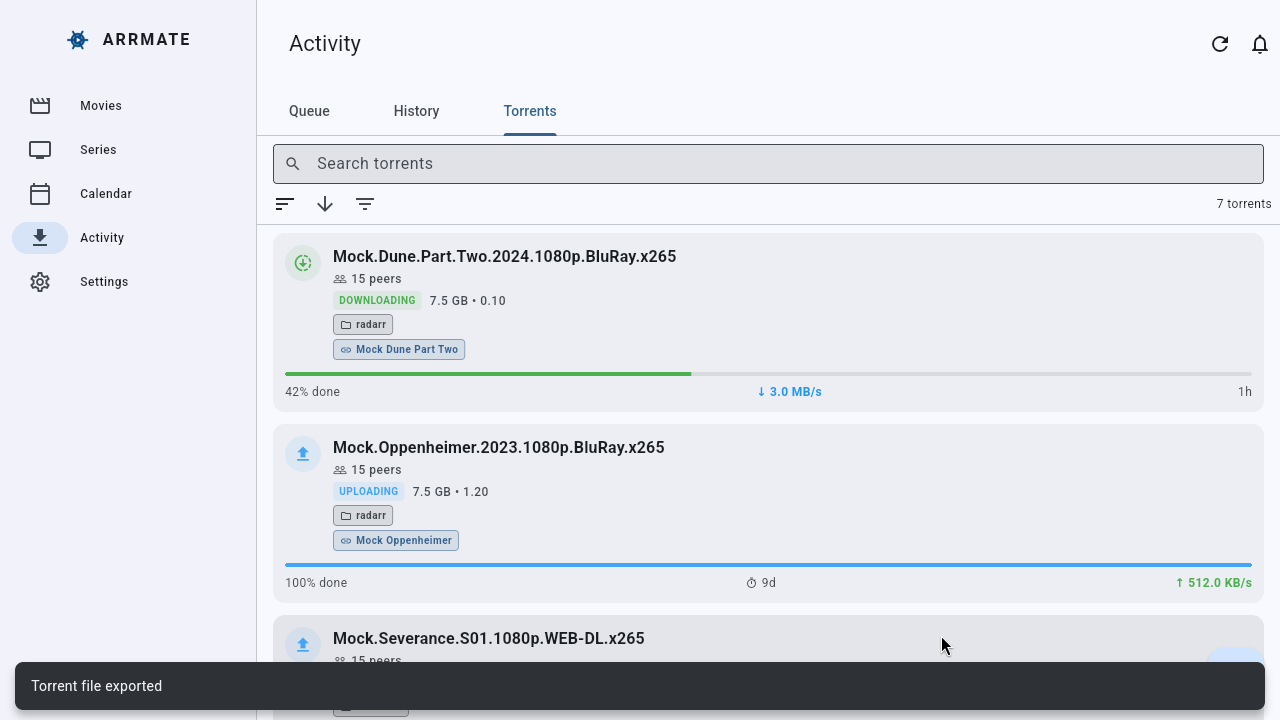 ARRMATE
Activity
Movies
Series
Calendar
Activity
Settings
Queue
History
Torrents
Search torrents
7 torrents
Mock.Dune.Part.Two.2024.1080p.BluRay.x265
15 peers
DOWNLOADING 7.5 GB • 0.10
radarr
Mock Dune Part Two
42% done ↓ 3.0 MB/s 1h
Mock.Oppenheimer.2023.1080p.BluRay.x265
15 peers
UPLOADING 7.5 GB • 1.20
radarr
Mock Oppenheimer
100% done 9d ↑ 512.0 KB/s
Mock.Severance.S01.1080p.WEB-DL.x265
15 peers
Torrent file exported